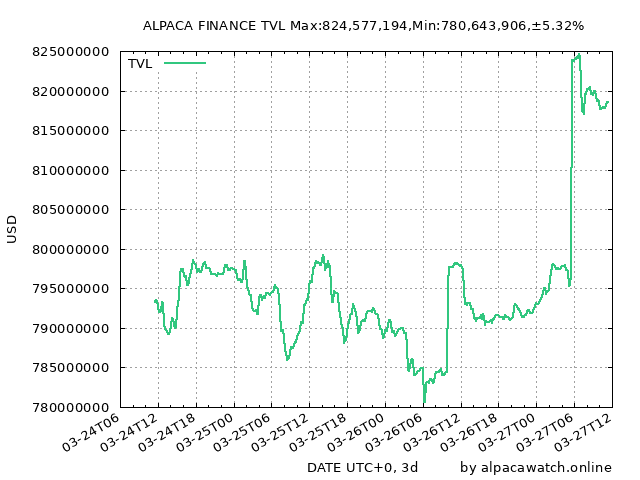 ALPACA FINANCE TVL Max:824,577,194,Min:780,643,906,±5.32%
TVL
825000000
820000000
815000000
810000000
805000000
800000000
795000000
790000000
785000000
780000000
USD
03-24T06
03-24T12
03-24T18
03-25T00
03-25T06
03-25T12
03-25T18
03-26T00
03-26T06
03-26T12
03-26T18
03-27T00
03-27T06
03-27T12
DATE UTC+0, 3d
by alpacawatch.online